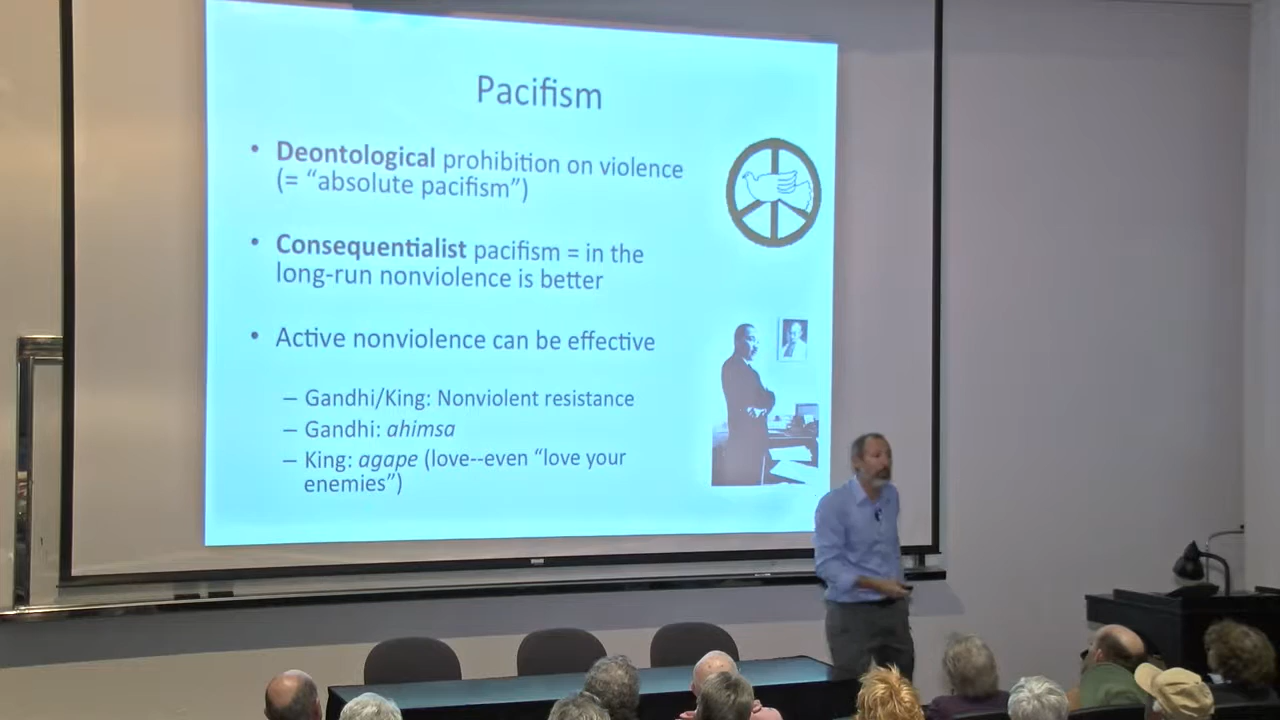 Pacifism
• Deontological prohibition on violence
(= “absolute pacifism”)
• Consequentialist pacifism = in the
long-run nonviolence is better
• Active nonviolence can be effective
– Gandhi/King: Nonviolent resistance
– Gandhi: ahimsa
– King: agape (love--even “love your
enemies”)